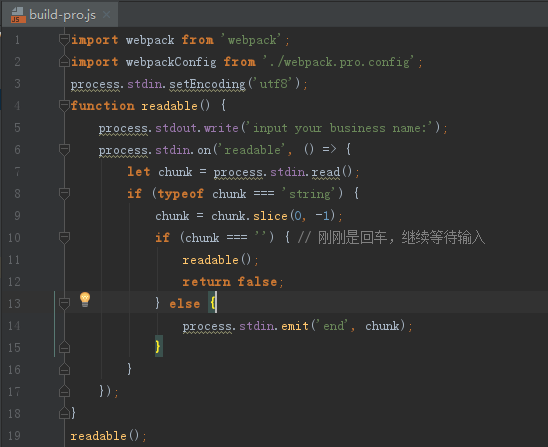 build-pro.js
1 import webpack from 'webpack';
2 import webpackConfig from './webpack.pro.config';
3 process.stdin.setEncoding('utf8');
4 function readable() {
5     process.stdout.write('input your business name:');
6     process.stdin.on('readable', () => {
7         let chunk = process.stdin.read();
8         if (typeof chunk === 'string') {
9             chunk = chunk.slice(0, -1);
10             if (chunk === '') { // 刚刚是回车，继续等待输入
11                 readable();
12                 return false;
13             } else {
14                 process.stdin.emit('end', chunk);
15             }
16         }
17     });
18 }
19 readable();